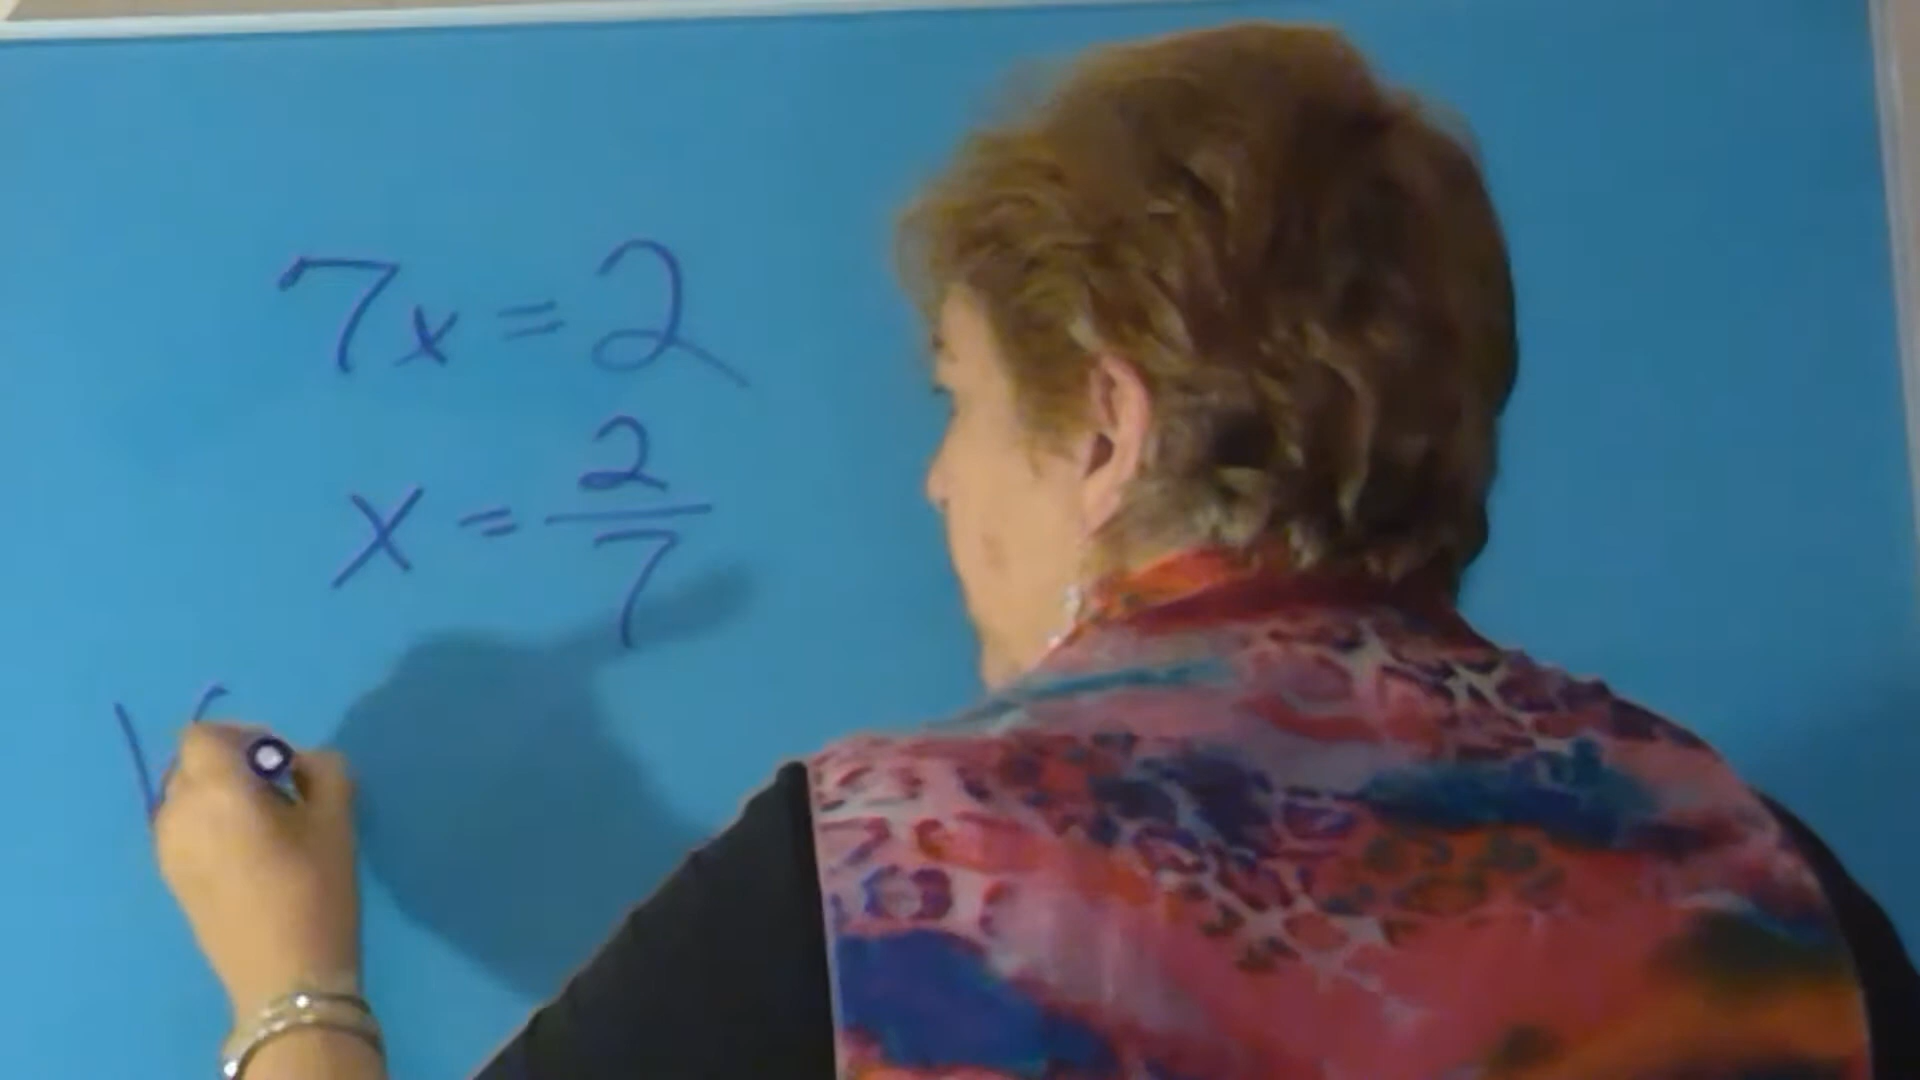 7x = 2
x = 2/7